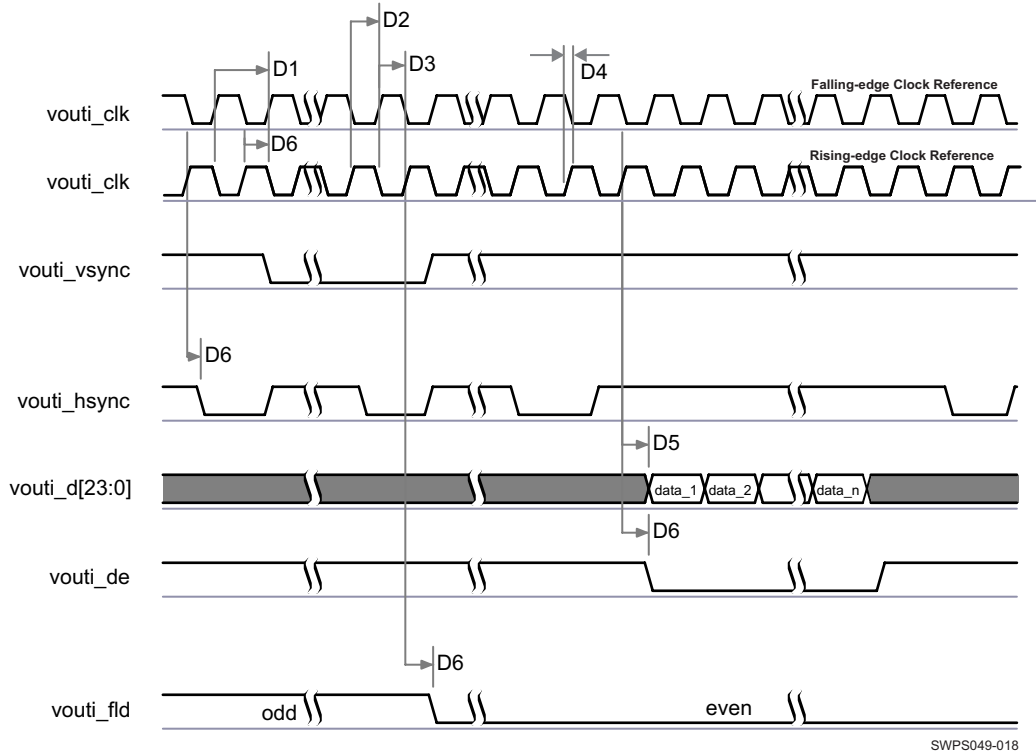 D2
D3
D1
D4
Falling-edge Clock Reference
vouti_clk
D6
Rising-edge Clock Reference
vouti_clk
vouti_vsync
D6
vouti_hsync
D5
vouti_d[23:0]
data_1 data_2 data_n
D6
vouti_de
D6
vouti_fld
odd even
SWPS049-018